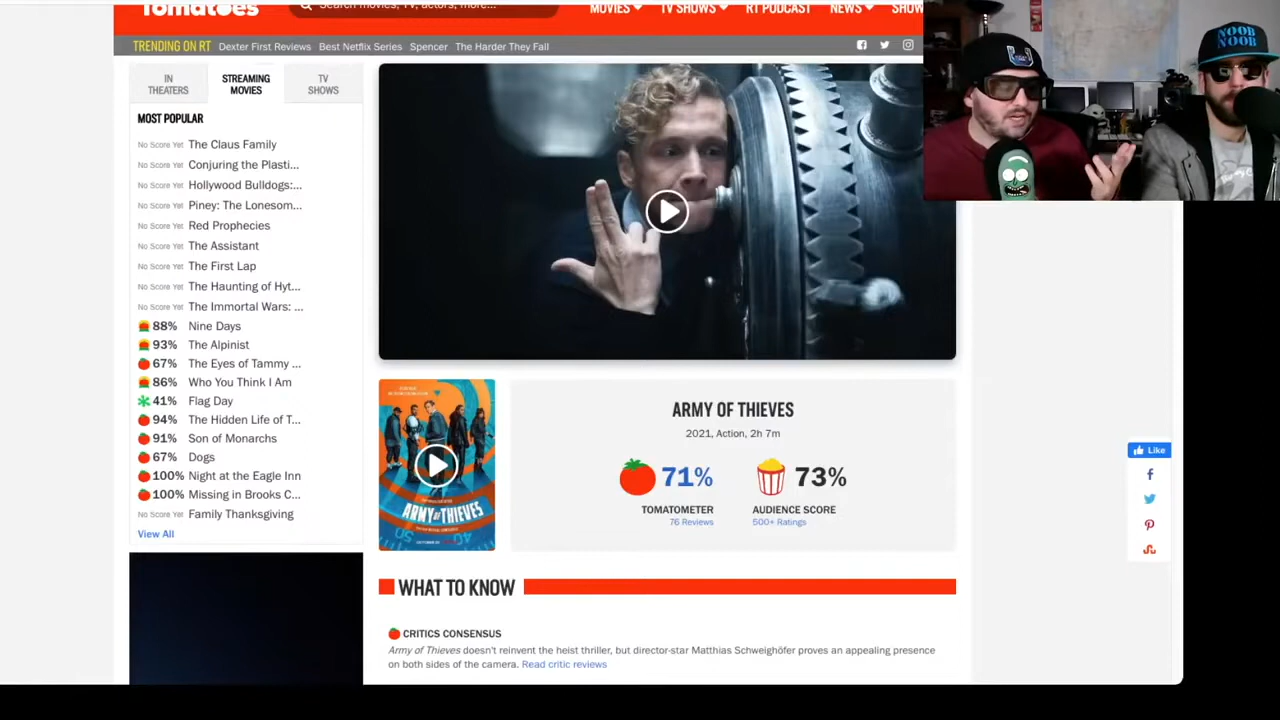 Tomatoes
Search movies, TV, actors, more...
MOVIES
TV SHOWS
RT PODCAST
NEWS
SHOW
TRENDING ON RT
Dexter First Reviews
Best Netflix Series
Spencer
The Harder They Fall
IN THEATERS
STREAMING MOVIES
TV SHOWS
MOST POPULAR
No Score Yet The Claus Family
No Score Yet Conjuring the Plasti...
No Score Yet Hollywood Bulldogs:...
No Score Yet Piney: The Lonesom...
No Score Yet Red Prophecies
No Score Yet The Assistant
No Score Yet The First Lap
No Score Yet The Haunting of Hyt...
No Score Yet The Immortal Wars: ...
88% Nine Days
93% The Alpinist
67% The Eyes of Tammy ...
86% Who You Think I Am
41% Flag Day
94% The Hidden Life of T...
91% Son of Monarchs
67% Dogs
100% Night at the Eagle Inn
100% Missing in Brooks C...
No Score Yet Family Thanksgiving
View All
ARMY OF THIEVES
ARMY OF THIEVES
2021, Action, 2h 7m
71%
73%
TOMATOMETER
AUDIENCE SCORE
76 Reviews
500+ Ratings
WHAT TO KNOW
CRITICS CONSENSUS
Army of Thieves doesn't reinvent the heist thriller, but director-star Matthias Schweighöfer proves an appealing presence
on both sides of the camera. Read critic reviews
Like
NOOB
NOOB